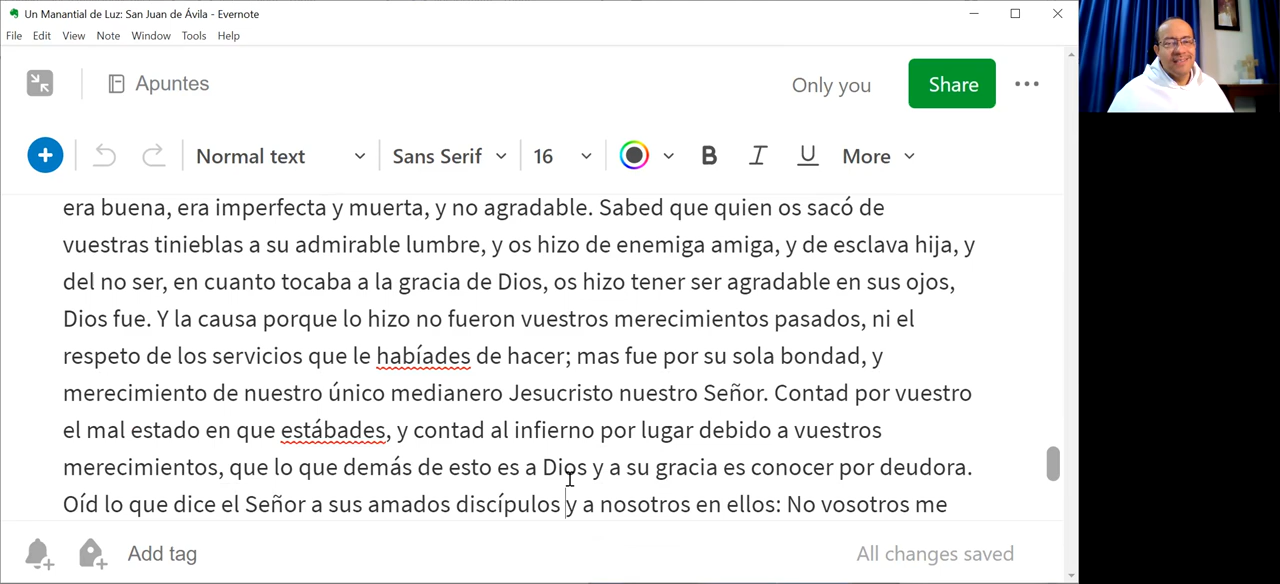 Un Manantial de Luz: San Juan de Ávila - Evernote
File Edit View Note Window Tools Help
Apuntes
Only you
Share
Normal text
Sans Serif
16
B I U
More
era buena, era imperfecta y muerta, y no agradable. Sabed que quien os sacó de
vuestras tinieblas a su admirable lumbre, y os hizo de enemiga amiga, y de esclava hija, y
del no ser, en cuanto tocaba a la gracia de Dios, os hizo tener ser agradable en sus ojos,
Dios fue. Y la causa porque lo hizo no fueron vuestros merecimientos pasados, ni el
respeto de los servicios que le habíades de hacer; mas fue por su sola bondad, y
merecimiento de nuestro único medianero Jesucristo nuestro Señor. Contad por vuestro
el mal estado en que estábades, y contad al infierno por lugar debido a vuestros
merecimientos, que lo que demás de esto es a Dios y a su gracia es conocer por deudora.
Oíd lo que dice el Señor a sus amados discípulos y a nosotros en ellos: No vosotros me
Add tag
All changes saved